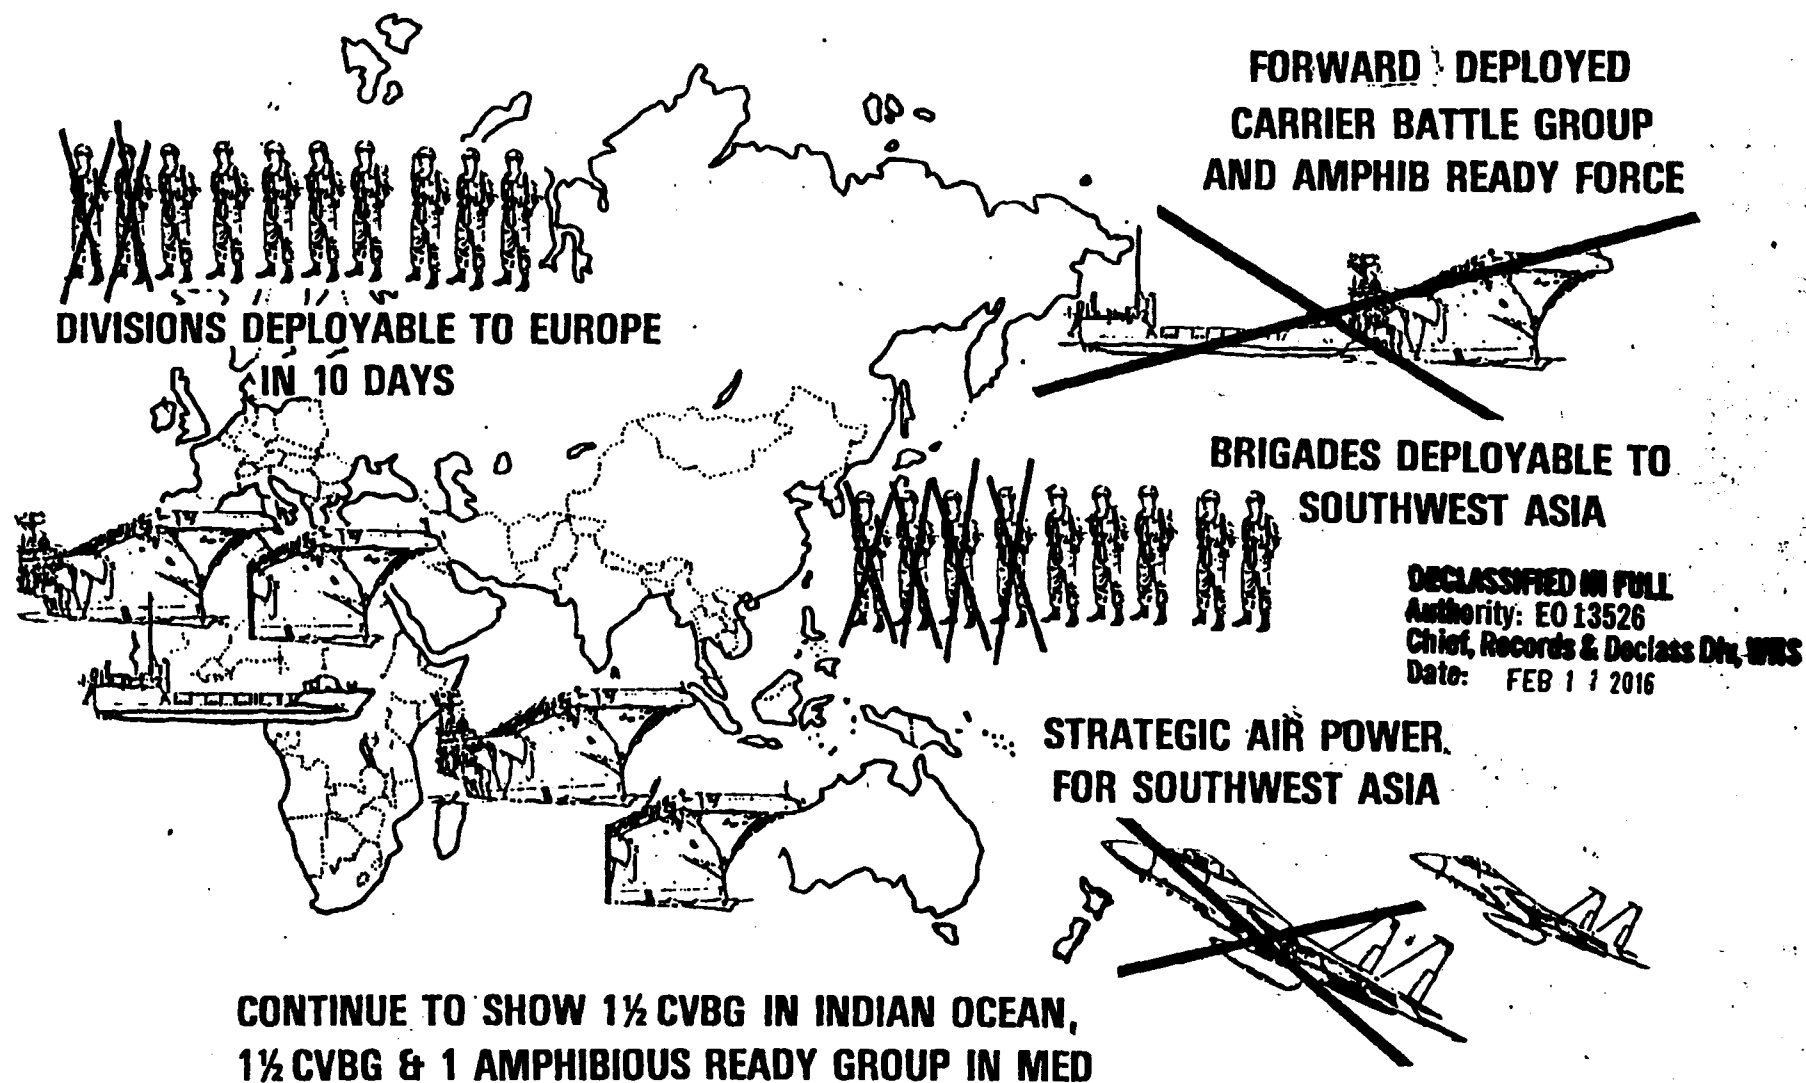 FORWARD DEPLOYED
CARRIER BATTLE GROUP
AND AMPHIB READY FORCE
DIVISIONS DEPLOYABLE TO EUROPE
IN 10 DAYS
BRIGADES DEPLOYABLE TO
SOUTHWEST ASIA
DECLASSIFIED IN FULL
Authority: EO 13526
Chief, Records & Declass Div, WHS
Date: FEB 1 2016
STRATEGIC AIR POWER
FOR SOUTHWEST ASIA
CONTINUE TO SHOW 1½ CVBG IN INDIAN OCEAN,
1½ CVBG & 1 AMPHIBIOUS READY GROUP IN MED